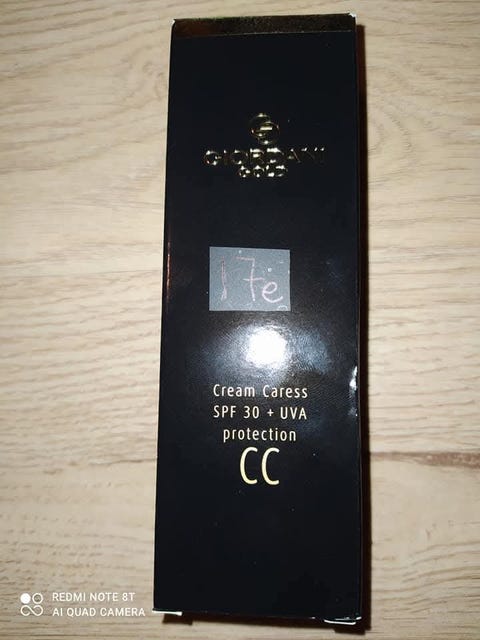 GIORDANI
GOLD
17e
Cream Caress
SPF 30 + UVA
protection
CC
REDMI NOTE 8T
AI QUAD CAMERA